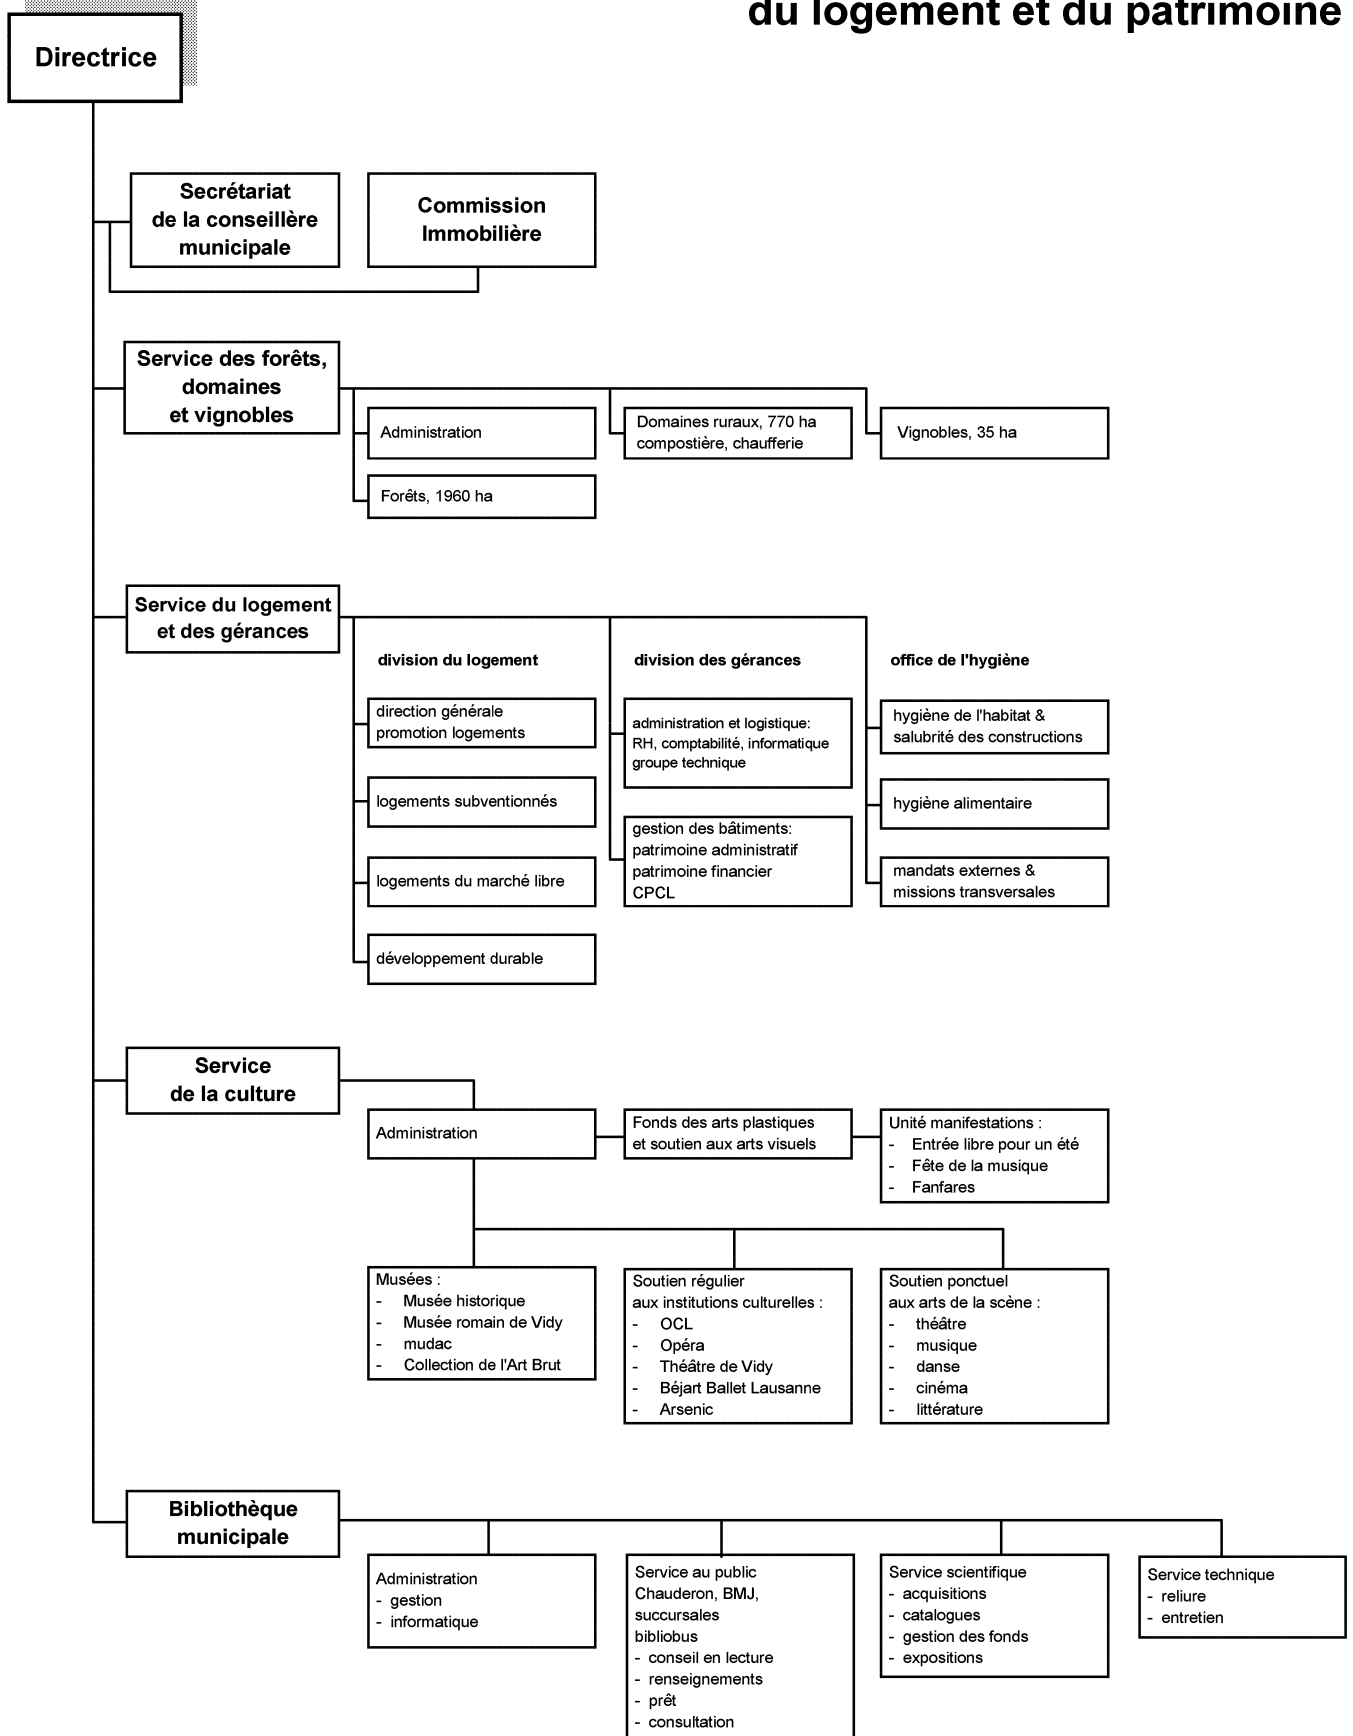 du logement et du patrimoine
Directrice
Secrétariat
de la conseillère
municipale
Commission
Immobilière
Service des forêts,
domaines
et vignobles
Administration
Domaines ruraux, 770 ha
compostière, chaufferie
Vignobles, 35 ha
Forêts, 1960 ha
Service du logement
et des gérances
division du logement
direction générale
promotion logements
logements subventionnés
logements du marché libre
développement durable
division des gérances
administration et logistique:
RH, comptabilité, informatique
groupe technique
gestion des bâtiments:
patrimoine administratif
patrimoine financier
CPCL
office de l'hygiène
hygiène de l'habitat &
salubrité des constructions
hygiène alimentaire
mandats externes &
missions transversales
Service
de la culture
Administration
Fonds des arts plastiques
et soutien aux arts visuels
Unité manifestations :
- Entrée libre pour un été
- Fête de la musique
- Fanfares
Musées :
- Musée historique
- Musée romain de Vidy
- mudac
- Collection de l'Art Brut
Soutien régulier
aux institutions culturelles :
- OCL
- Opéra
- Théâtre de Vidy
- Béjart Ballet Lausanne
- Arsenic
Soutien ponctuel
aux arts de la scène :
- théâtre
- musique
- danse
- cinéma
- littérature
Bibliothèque
municipale
Administration
- gestion
- informatique
Service au public
Chauderon, BMJ,
succursales
bibliobus
- conseil en lecture
- renseignements
- prêt
- consultation
Service scientifique
- acquisitions
- catalogues
- gestion des fonds
- expositions
Service technique
- reliure
- entretien